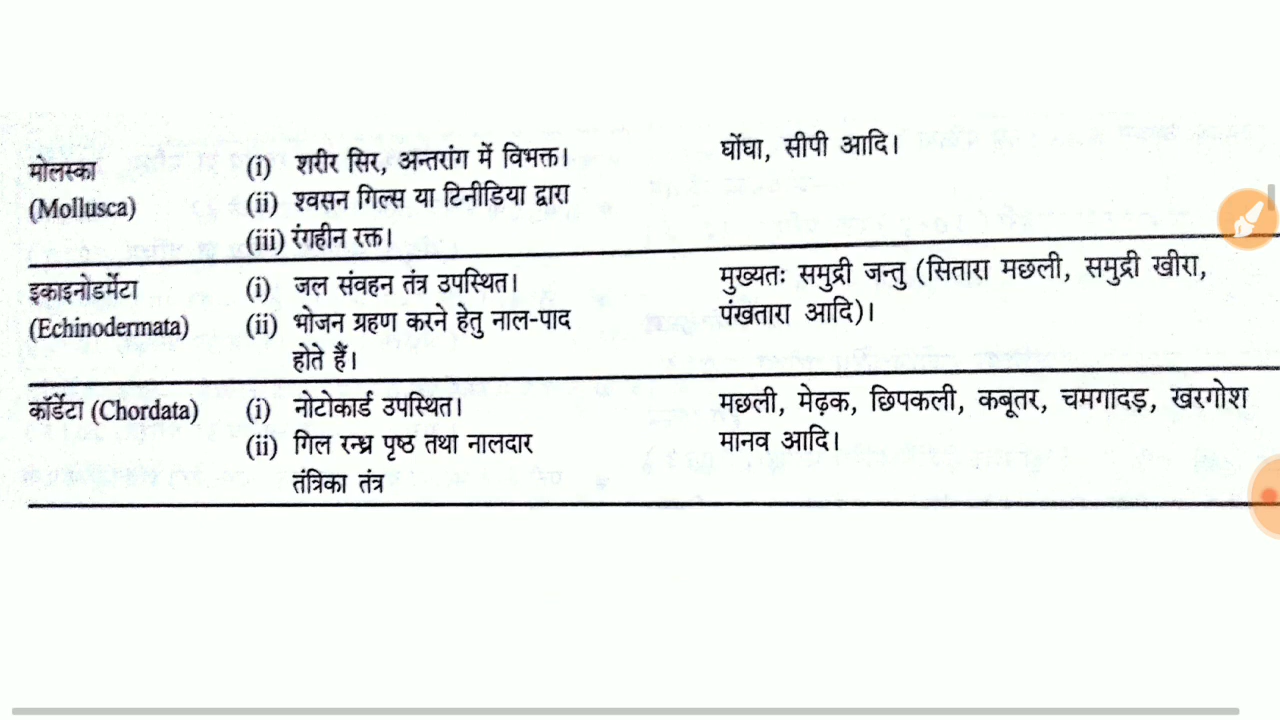 मोलस्का
(Mollusca)
(i) शरीर सिर, अन्तरांग में विभक्त।
(ii) श्वसन गिल्स या टिनीडिया द्वारा
(iii) रंगहीन रक्त।
घोंघा, सीपी आदि।
इकाइनोडर्मेटा
(Echinodermata)
(i) जल संवहन तंत्र उपस्थित।
(ii) भोजन ग्रहण करने हेतु नाल-पाद
होते हैं।
मुख्यतः समुद्री जन्तु (सितारा मछली, समुद्री खीरा,
पंखतारा आदि)।
कॉर्डेटा (Chordata)
(i) नोटोकार्ड उपस्थित।
(ii) गिल रन्ध्र पृष्ठ तथा नालदार
तंत्रिका तंत्र
मछली, मेढ़क, छिपकली, कबूतर, चमगादड़, खरगोश
मानव आदि।